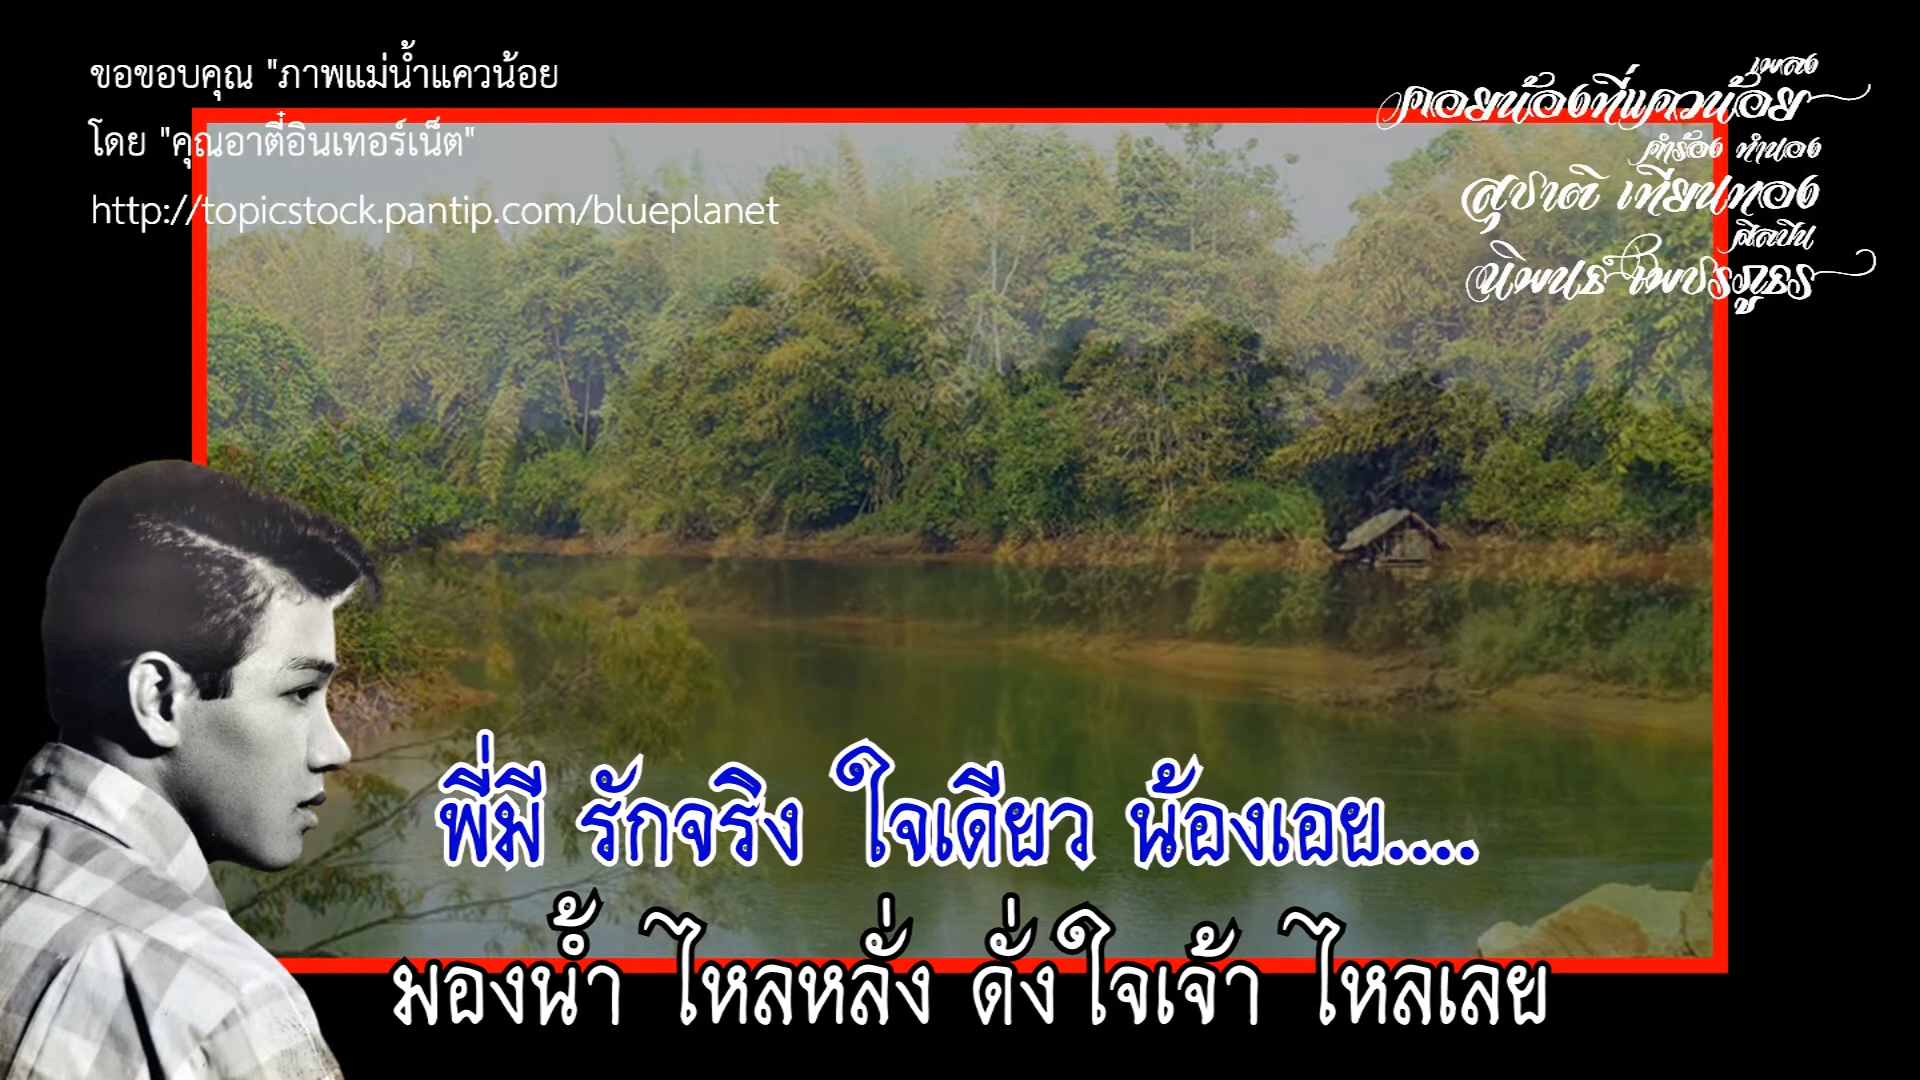 ขอขอบคุณ "ภาพแม่น้ำแควน้อย
โดย "คุณอาตี๋อินเทอร์เน็ต"
http://topicstock.pantip.com/blueplanet
เพลง
คอยน้องที่แควน้อย
คำร้อง ทำนอง
สุชาติ เทียนทอง
ศิลปิน
นิพนธ์ ไพรภูธร
พี่มี รักจริง ใจเดียว น้องเอย....
มองน้ำ ไหลหลั่ง ดั่งใจเจ้า ไหลเลย